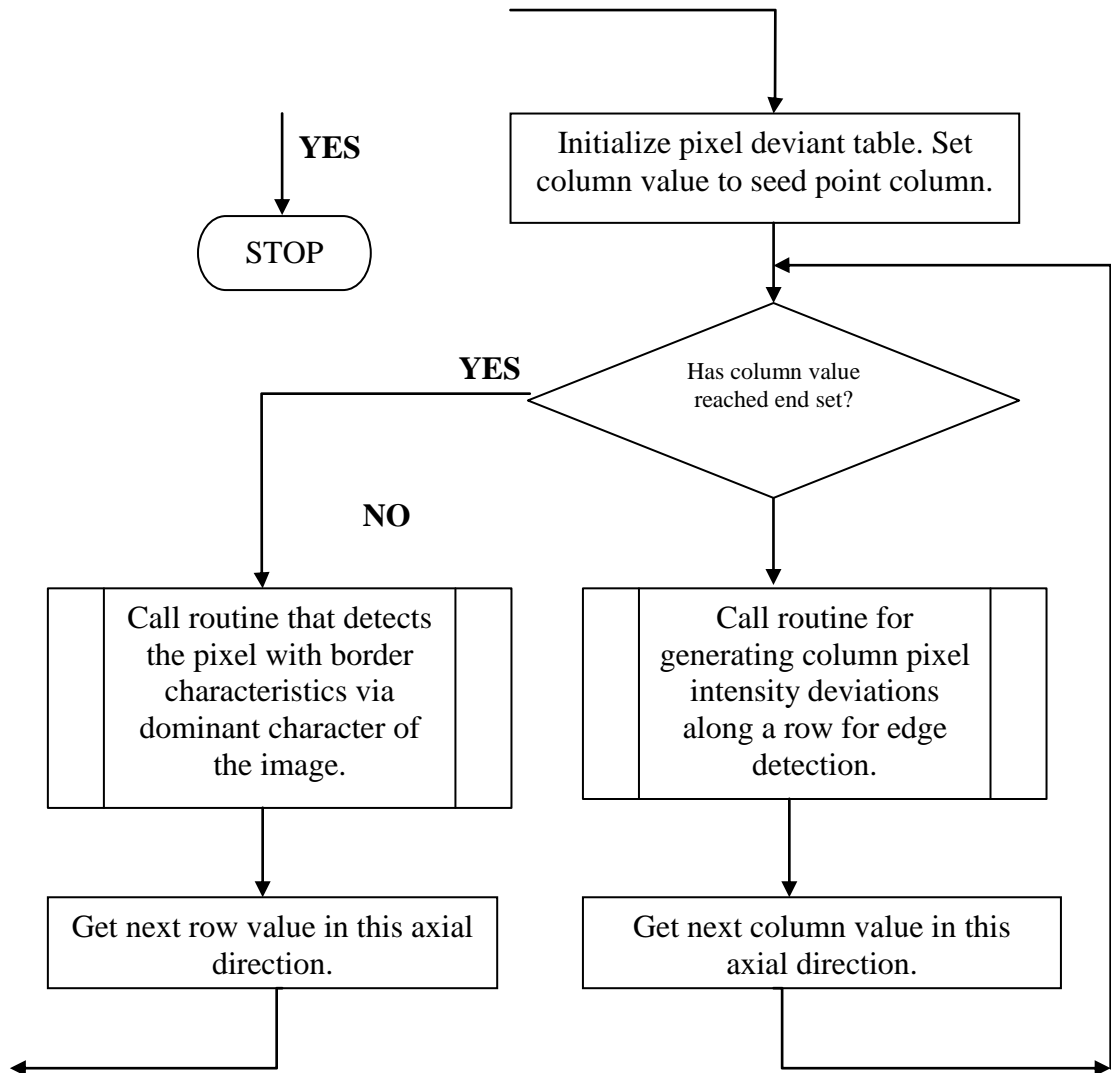 YES
STOP
Initialize pixel deviant table. Set
column value to seed point column.
Has column value
reached end set?
YES
NO
Call routine that detects
the pixel with border
characteristics via
dominant character of
the image.
Call routine for
generating column pixel
intensity deviations
along a row for edge
detection.
Get next row value in this axial
direction.
Get next column value in this
axial direction.